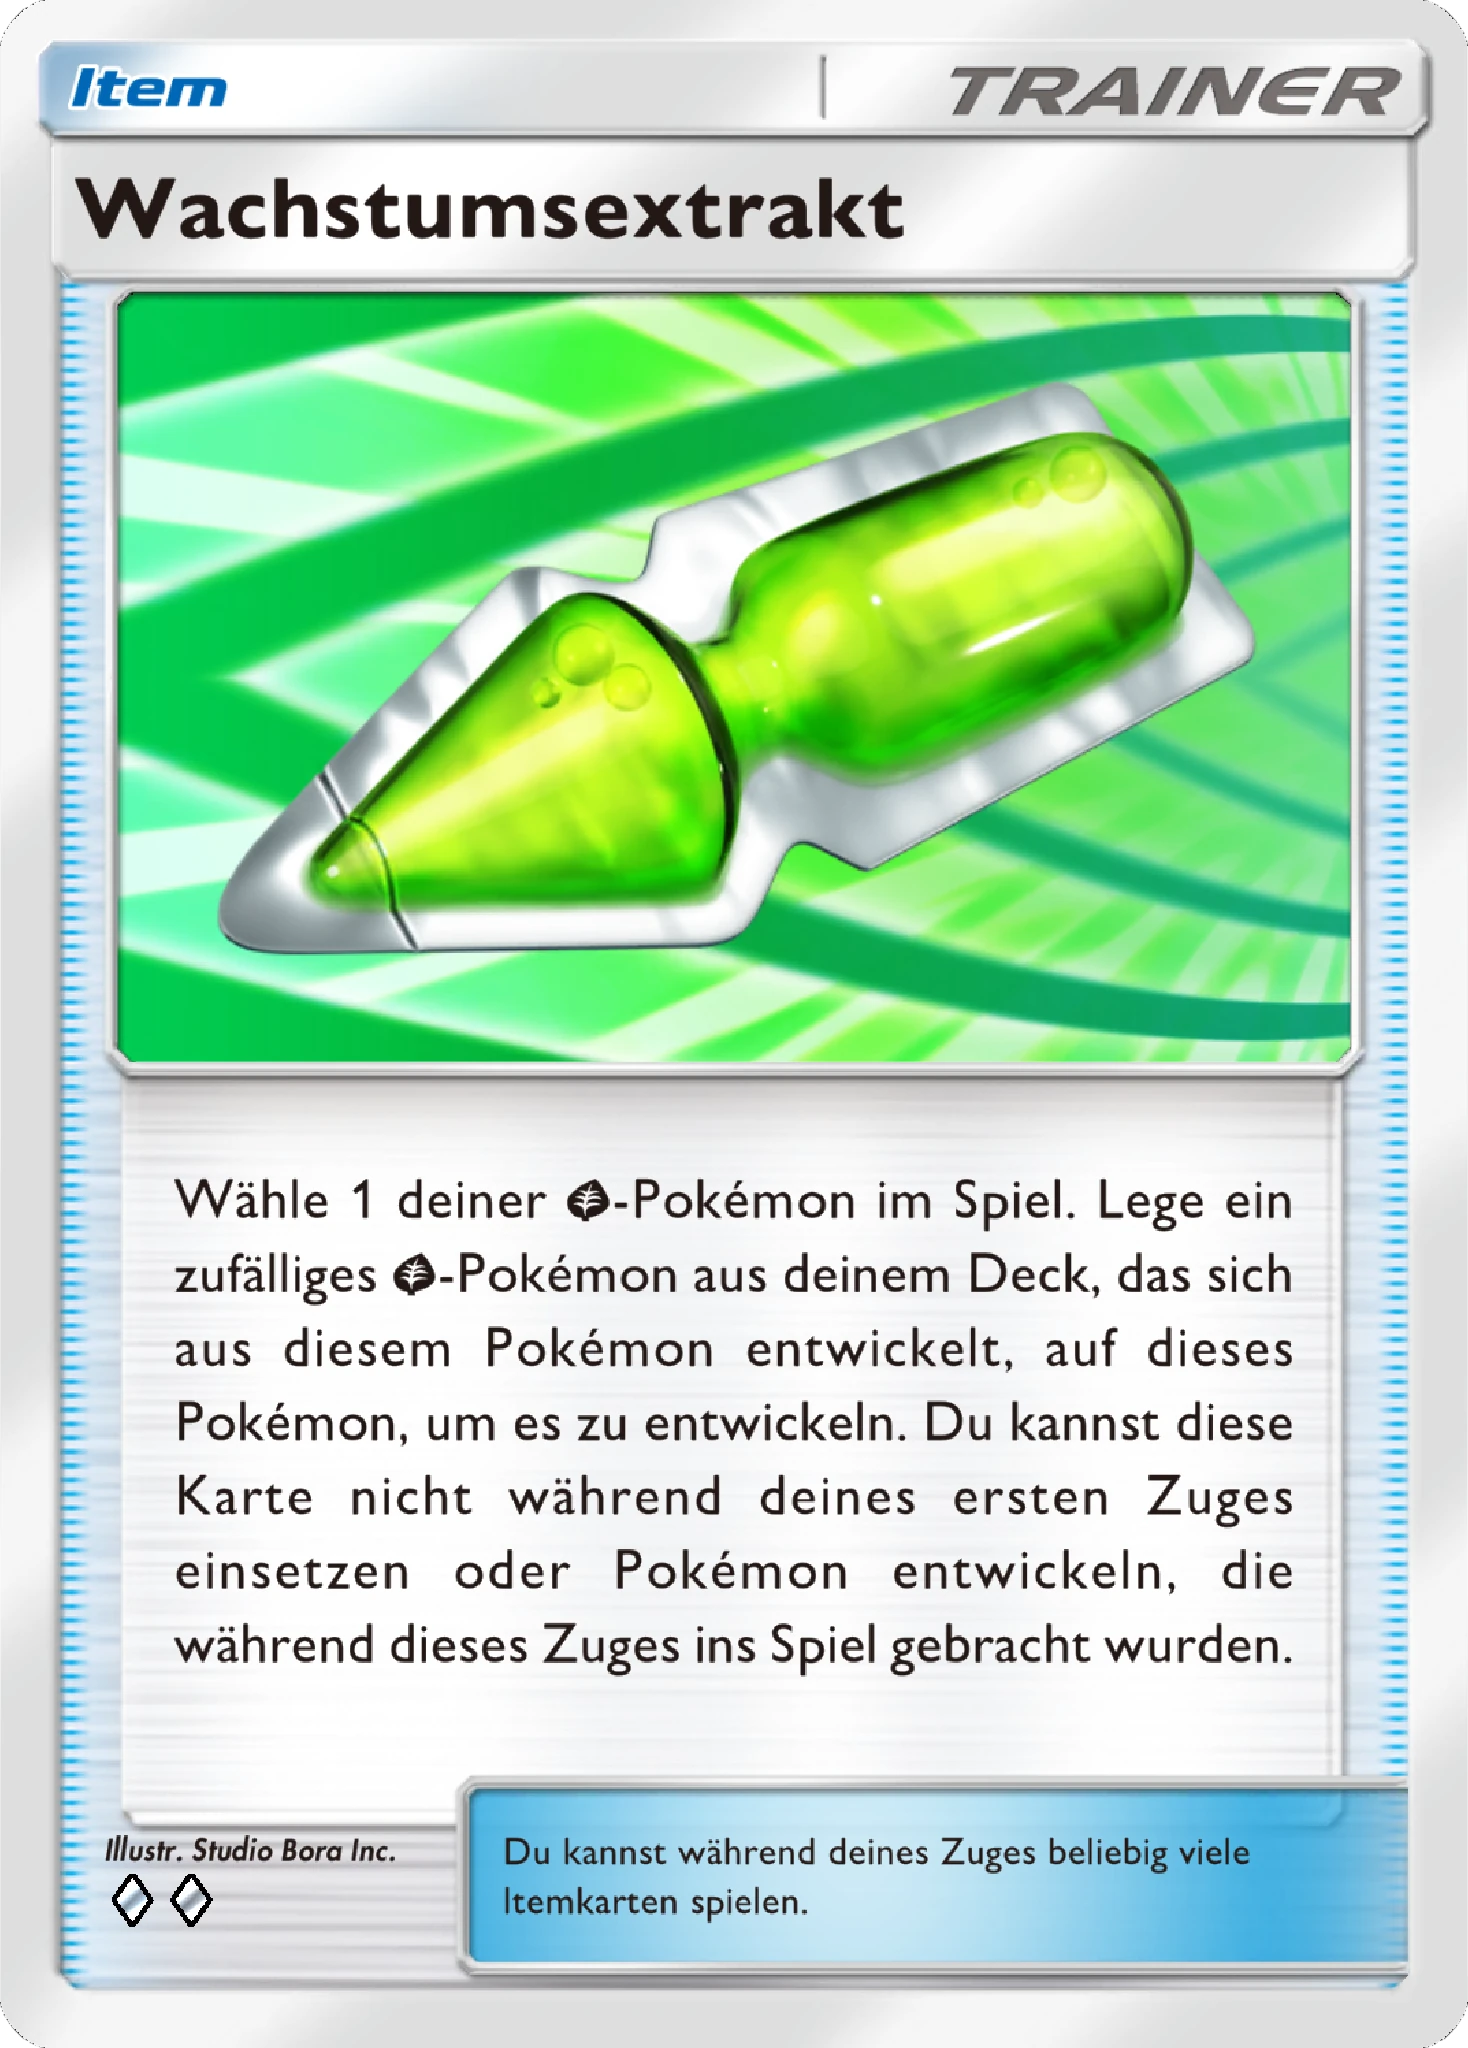 Item
TRAINER
Wachstumsextrakt
Wähle 1 deiner -Pokémon im Spiel. Lege ein
zufälliges -Pokémon aus deinem Deck, das sich
aus diesem Pokémon entwickelt, auf dieses
Pokémon, um es zu entwickeln. Du kannst diese
Karte nicht während deines ersten Zuges
einsetzen oder Pokémon entwickeln, die
während dieses Zuges ins Spiel gebracht wurden.
Illustr. Studio Bora Inc.
Du kannst während deines Zuges beliebig viele
Itemkarten spielen.